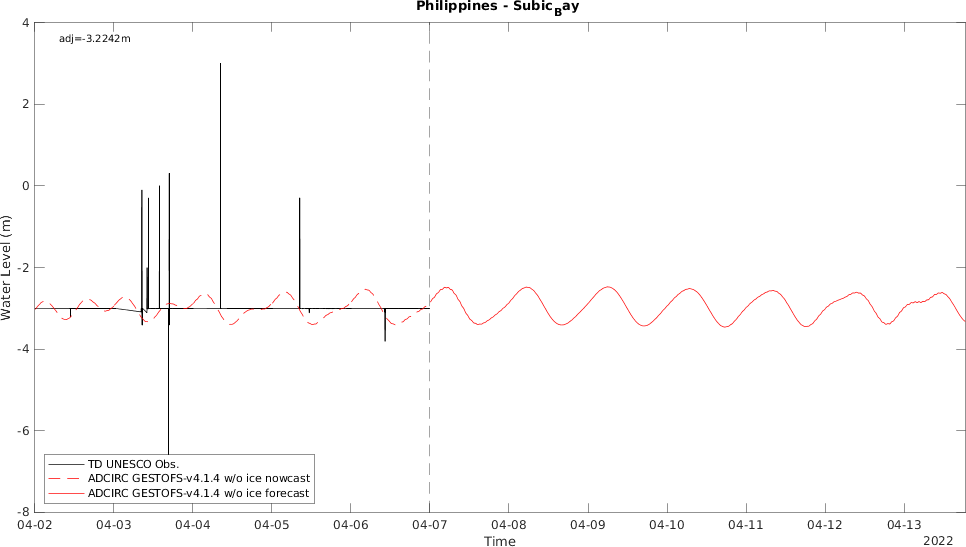 Philippines - Subic_Bay
adj=-3.2242m
4
2
0
-2
-4
-6
-8
Water Level (m)
TD UNESCO Obs.
ADCIRC GESTOFS-v4.1.4 w/o ice nowcast
ADCIRC GESTOFS-v4.1.4 w/o ice forecast
04-02 04-03 04-04 04-05 04-06 04-07 04-08 04-09 04-10 04-11 04-12 04-13
Time
2022